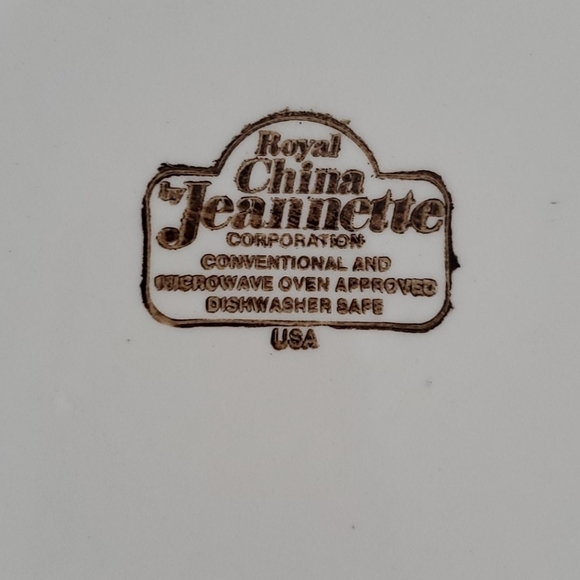 Royal
China
by Jeannette
CORPORATION
CONVENTIONAL AND
MICROWAVE OVEN APPROVED
DISHWASHER SAFE
USA